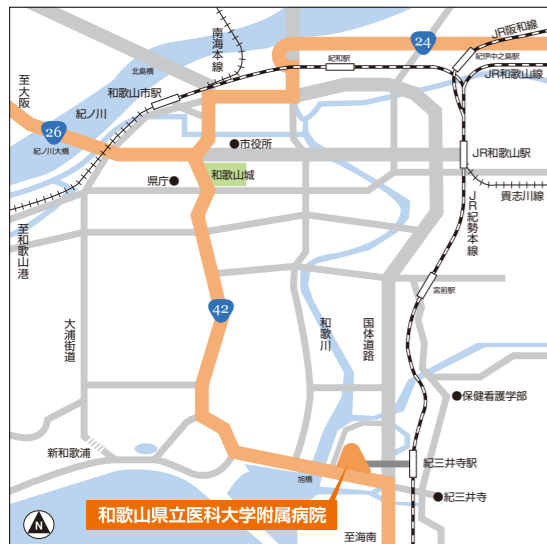 JR阪和線
24
南海本線
紀和駅
紀伊中之島駅
北島橋
JR和歌山線
至大阪
和歌山市駅
紀ノ川
26
市役所
紀ノ川大橋
JR和歌山駅
県庁
和歌山城
貴志川線
JR紀勢本線
至和歌山港
宮前駅
42
大浦街道
和歌川
国体道路
保健看護学部
新和歌浦
紀三井寺駅
旭橋
紀三井寺
和歌山県立医科大学附属病院
N
至海南